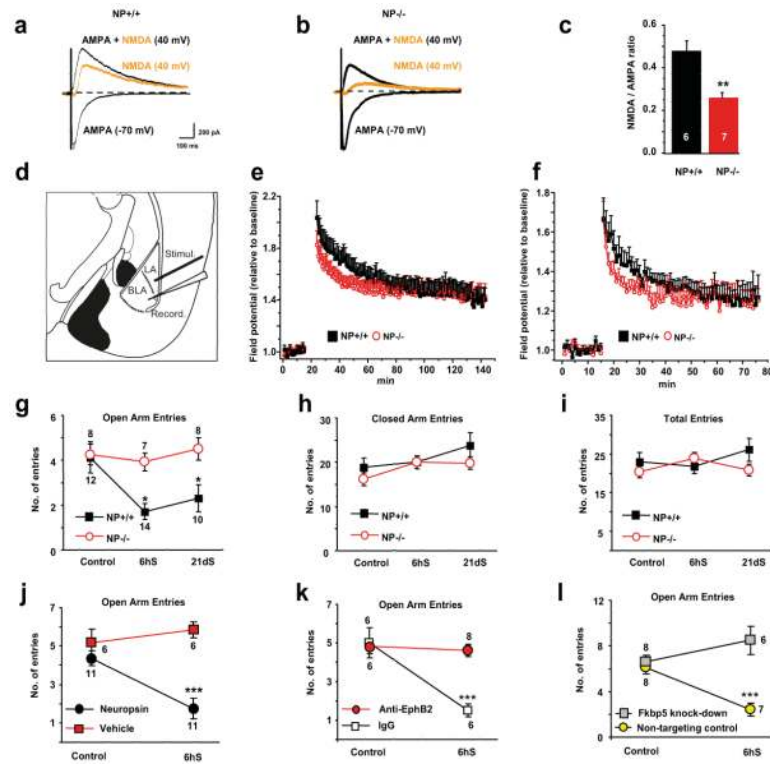 a
NP+/+
AMPA + NMDA (40 mV)
NMDA (40 mV)
AMPA (-70 mV)
200 pA
100 ms
b
NP-/-
AMPA + NMDA (40 mV)
NMDA (40 mV)
AMPA (-70 mV)
c
NMDA / AMPA ratio
0.6
0.4
0.2
0.0
**
6
7
NP+/+
NP-/-
d
LA
Stimul.
BLA
Record.
e
Field potential (relative to baseline)
2.2
1.8
1.4
1.0
NP+/+
NP-/-
0 20 40 60 80 100 120 140
min
f
Field potential (relative to baseline)
1.8
1.6
1.4
1.2
1.0
NP+/+
NP-/-
0 10 20 30 40 50 60 70 80
min
g
Open Arm Entries
No. of entries
6
4
2
0
8
7
8
12
*
14
*
10
NP+/+
NP-/-
Control 6hS 21dS
h
Closed Arm Entries
No. of entries
30
20
10
0
NP+/+
NP-/-
Control 6hS 21dS
i
Total Entries
No. of entries
35
25
15
5
NP+/+
NP-/-
Control 6hS 21dS
j
Open Arm Entries
No. of entries
7
5
3
1
6
6
11
***
11
Neuropsin
Vehicle
Control 6hS
k
Open Arm Entries
No. of entries
7
5
3
1
6
6
8
***
6
Anti-EphB2
IgG
Control 6hS
l
Open Arm Entries
No. of entries
12
9
6
3
0
8
8
6
***
7
Fkbp5 knock-down
Non-targeting control
Control 6hS